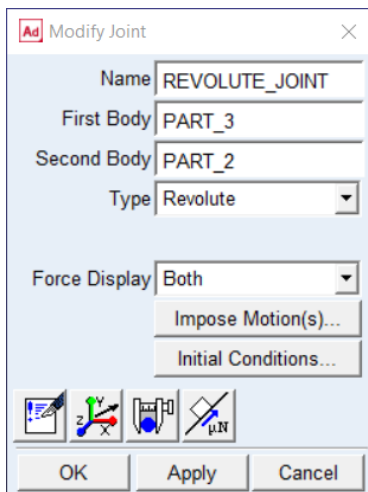 Ad Modify Joint
Name REVOLUTE_JOINT
First Body PART_3
Second Body PART_2
Type Revolute
Force Display Both
Impose Motion(s)...
Initial Conditions...
Z Y X μN
OK Apply Cancel